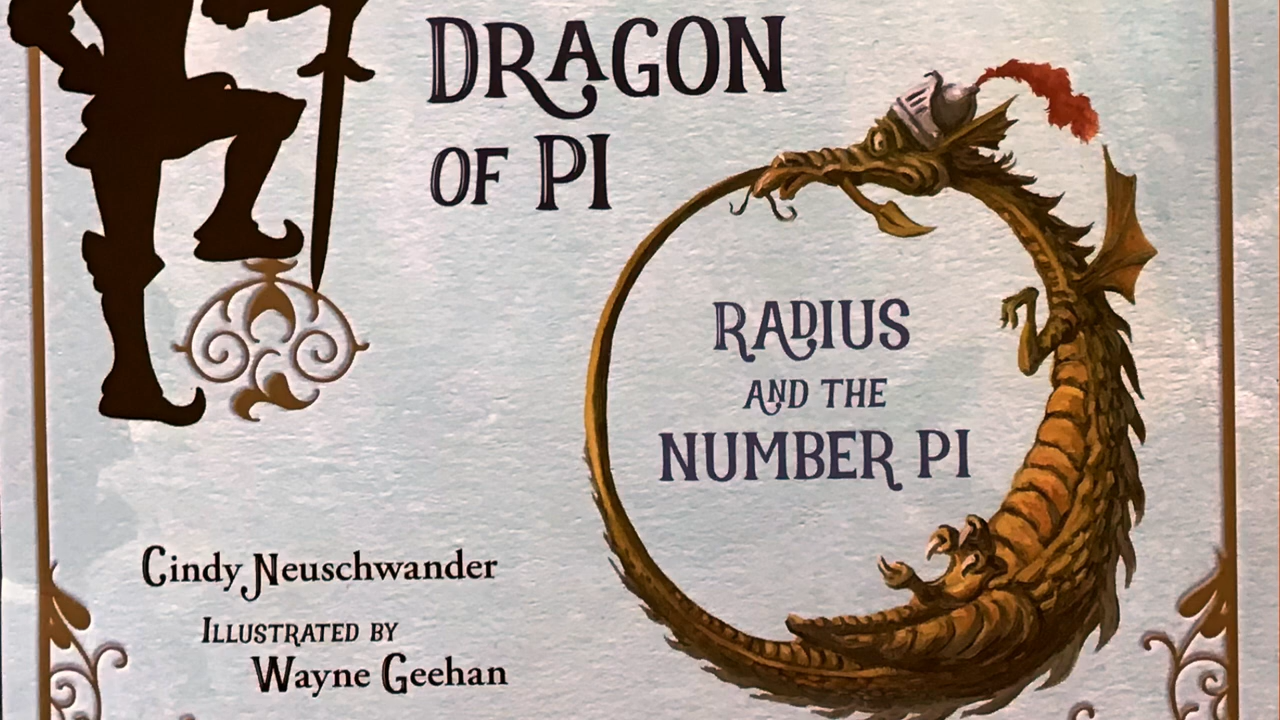 DRAGON
OF PI
RADIUS
AND THE
NUMBER PI
Cindy Neuschwander
ILLUSTRATED BY
Wayne Geehan